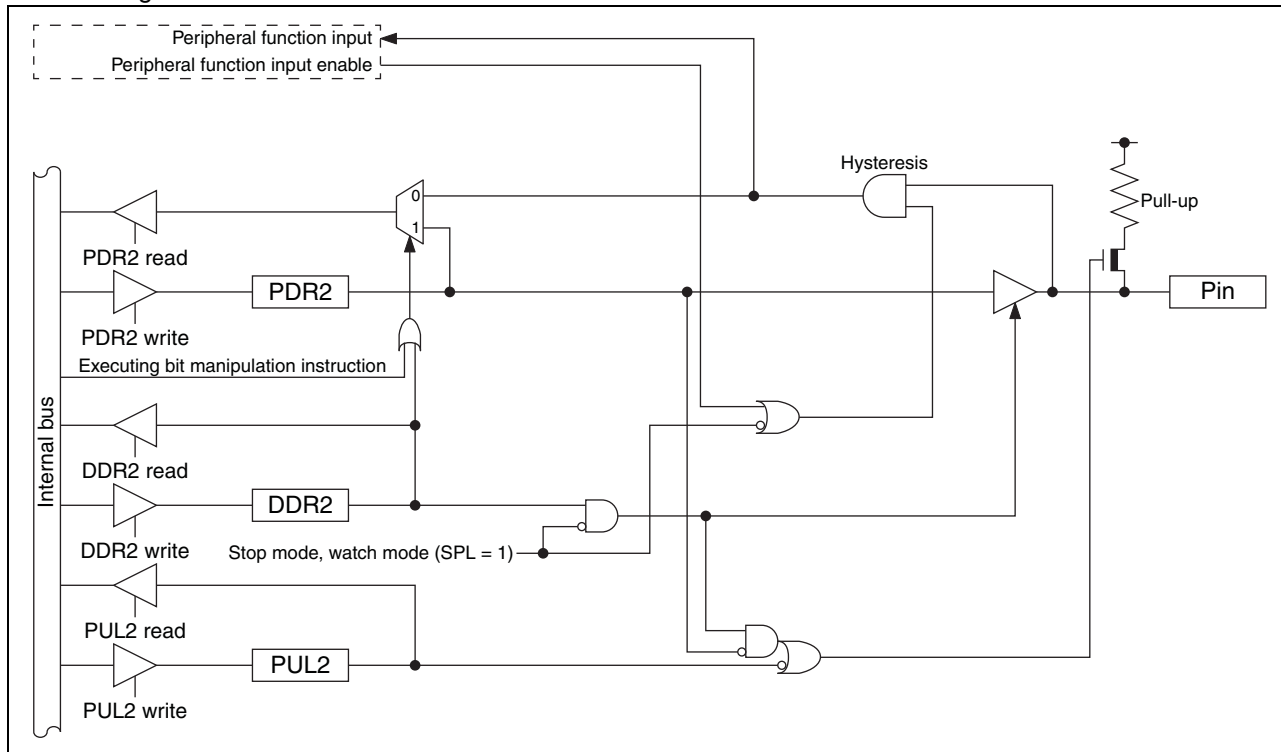 Peripheral function input
Peripheral function input enable
Hysteresis
Pull-up
0
1
PDR2 read
PDR2
Pin
PDR2 write
Executing bit manipulation instruction
Internal bus
DDR2 read
DDR2
DDR2 write
Stop mode, watch mode (SPL = 1)
PUL2 read
PUL2
PUL2 write